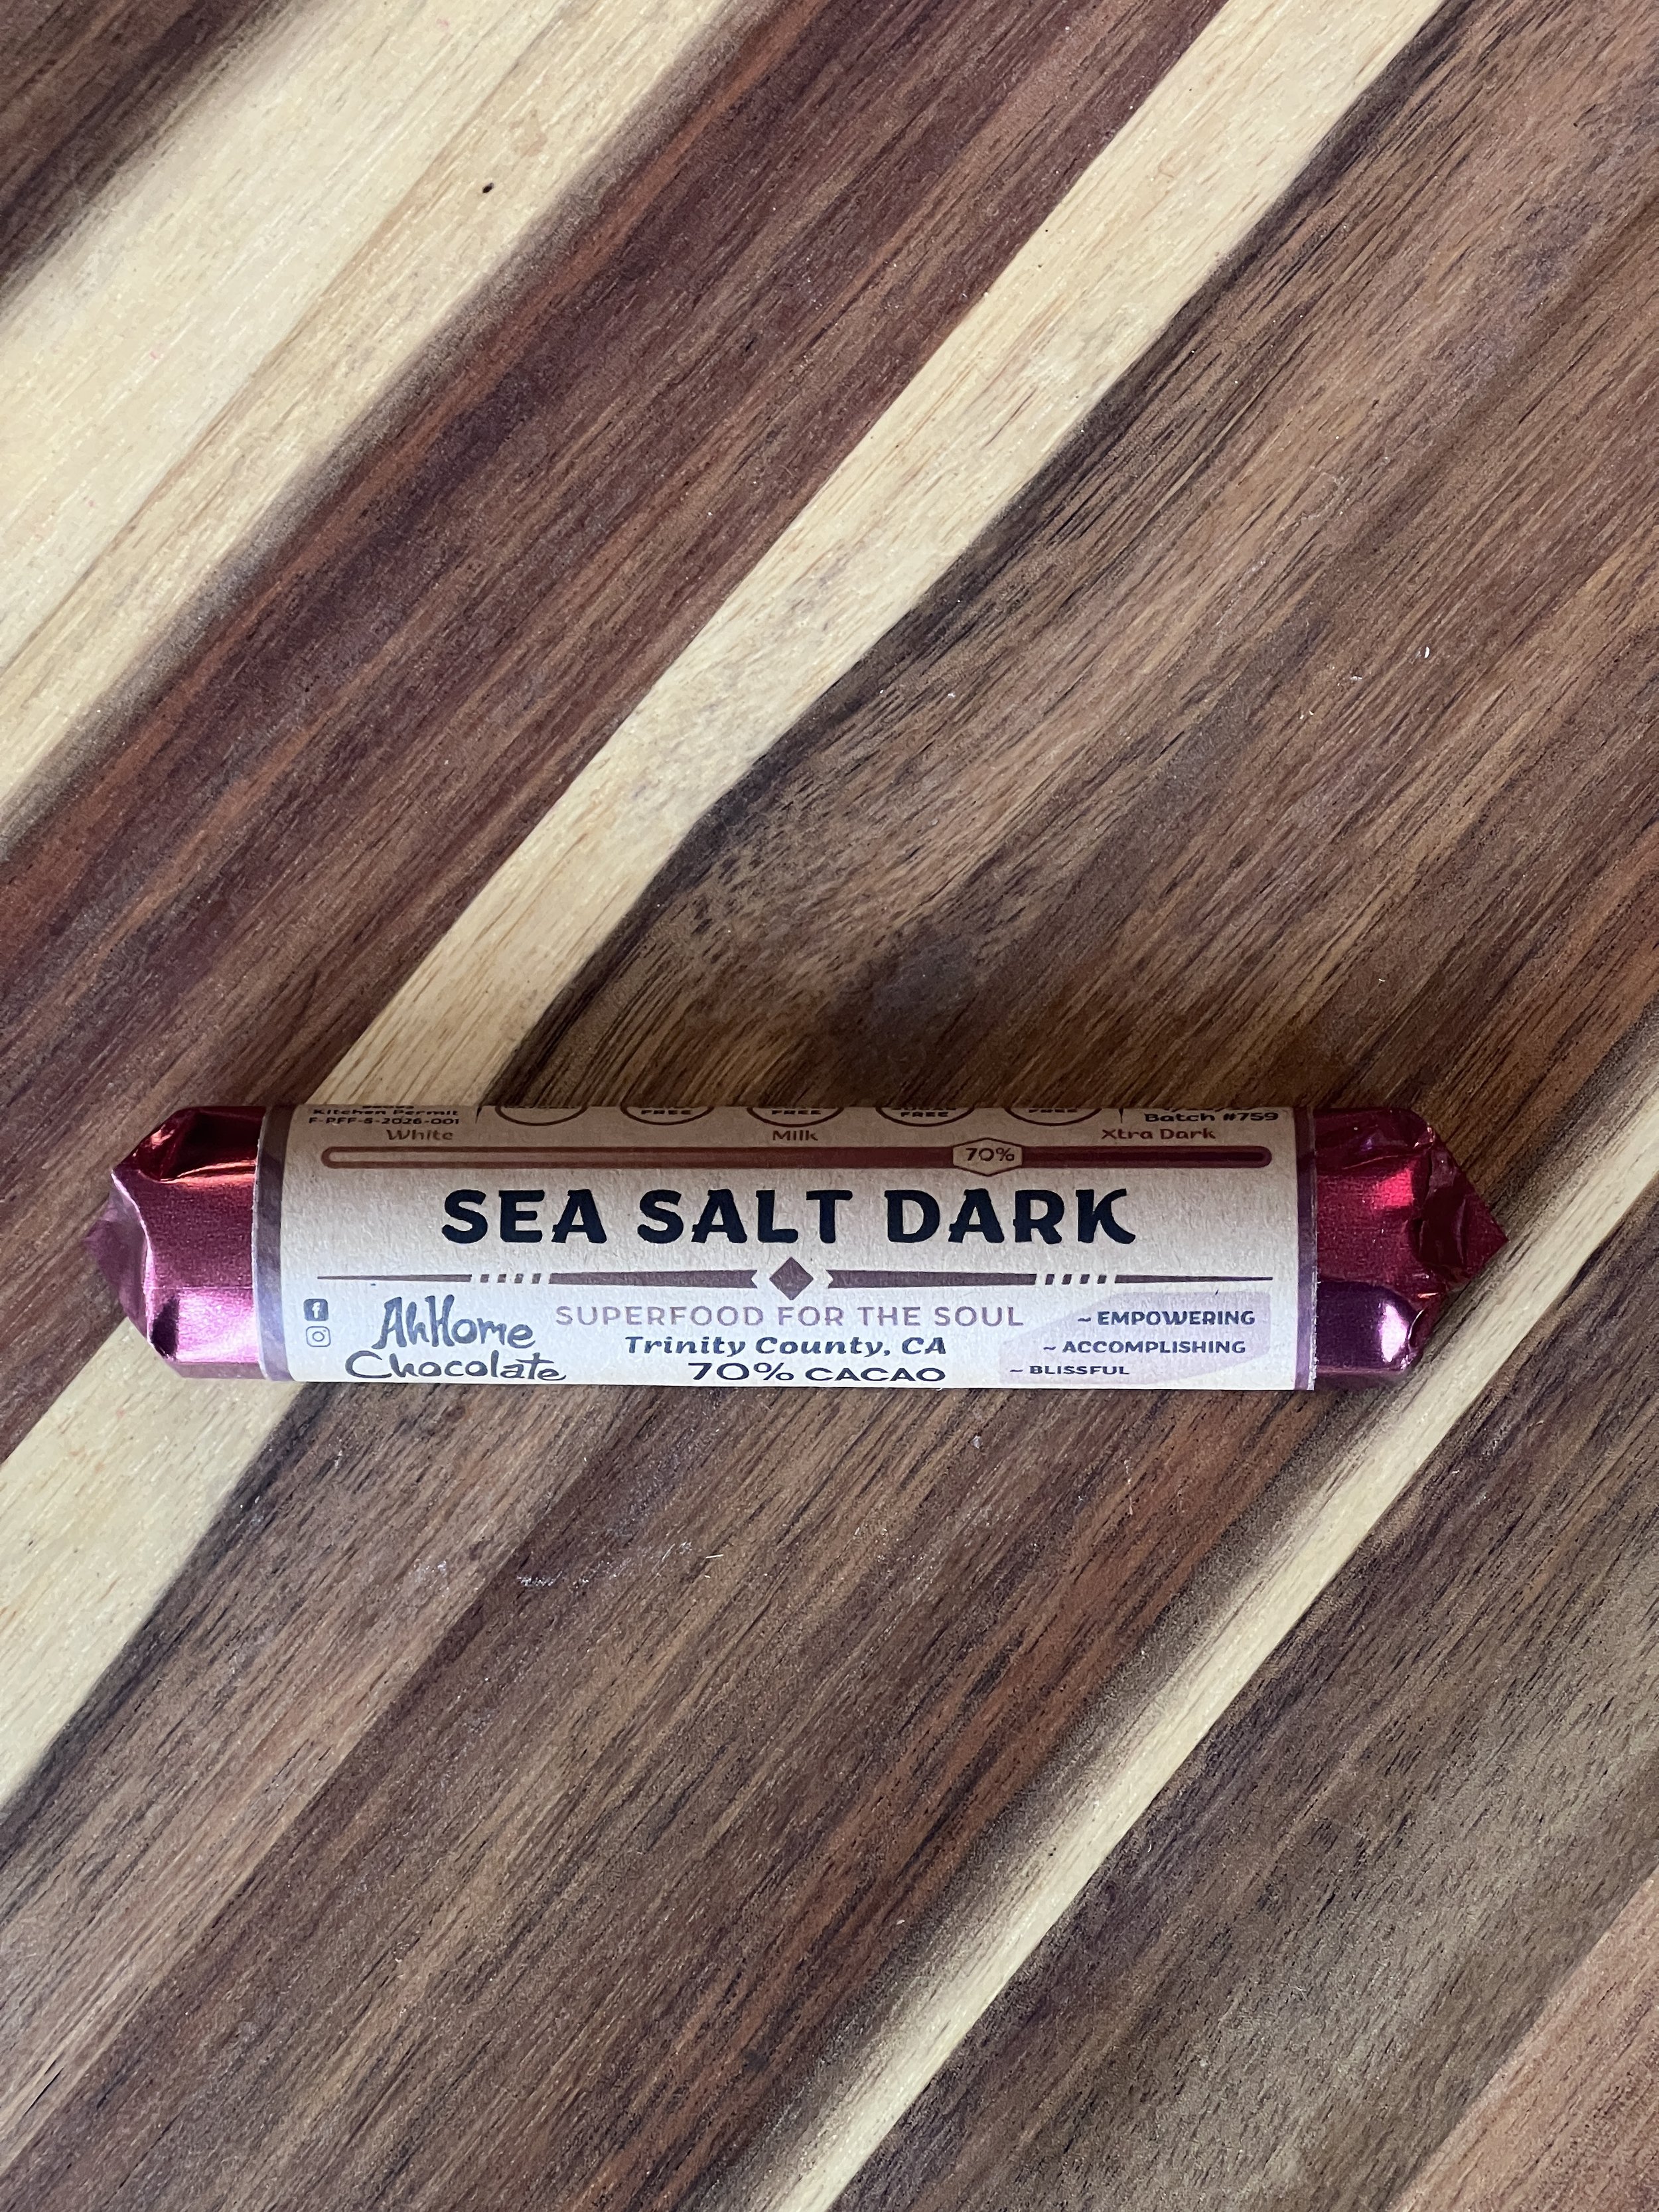 Kitchen Permit
F-PFF-5-2026-001
FREE FREE FREE FREE
Batch #759
White Milk Xtra Dark
70%
SEA SALT DARK
AhHome
Chocolate
SUPERFOOD FOR THE SOUL
Trinity County, CA
70% CACAO
~ EMPOWERING
~ ACCOMPLISHING
~ BLISSFUL